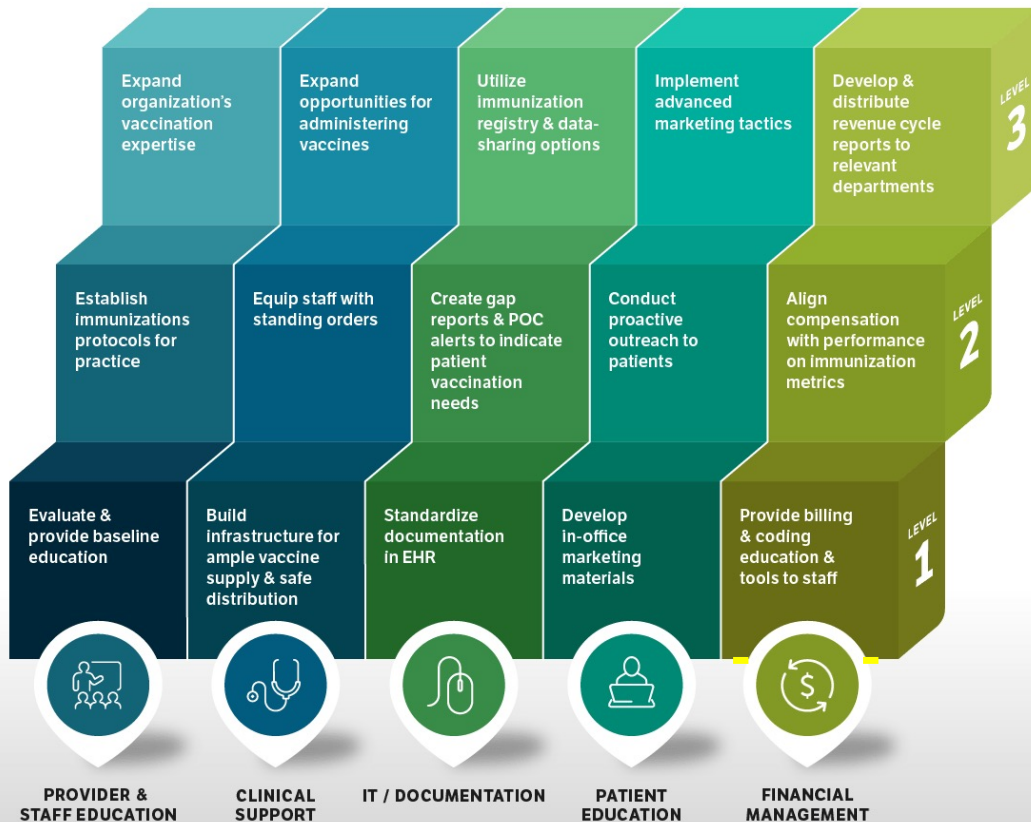 Expand
organization's
vaccination
expertise
Expand
opportunities for
administering
vaccines
Utilize
immunization
registry & data-
sharing options
Implement
advanced
marketing tactics
Develop &
distribute
revenue cycle
reports to
relevant
departments
LEVEL
3
Establish
immunizations
protocols for
practice
Equip staff with
standing orders
Create gap
reports & POC
alerts to indicate
patient
vaccination
needs
Conduct
proactive
outreach to
patients
Align
compensation
with performance
on immunization
metrics
LEVEL
2
Evaluate &
provide baseline
education
Build
infrastructure for
ample vaccine
supply & safe
distribution
Standardize
documentation
in EHR
Develop
in-office
marketing
materials
Provide billing
& coding
education &
tools to staff
LEVEL
1
$
PROVIDER &
STAFF EDUCATION
CLINICAL
SUPPORT
IT / DOCUMENTATION
PATIENT
EDUCATION
FINANCIAL
MANAGEMENT